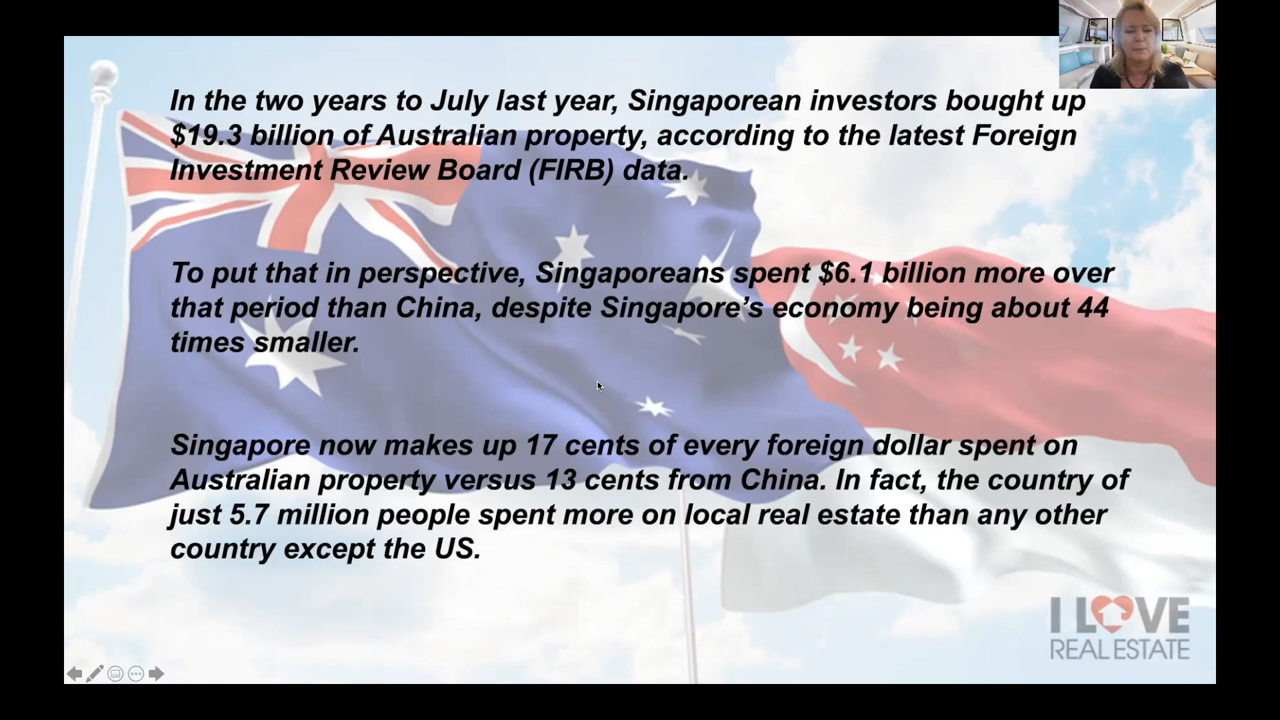 In the two years to July last year, Singaporean investors bought up
$19.3 billion of Australian property, according to the latest Foreign
Investment Review Board (FIRB) data.
To put that in perspective, Singaporeans spent $6.1 billion more over
that period than China, despite Singapore’s economy being about 44
times smaller.
Singapore now makes up 17 cents of every foreign dollar spent on
Australian property versus 13 cents from China. In fact, the country of
just 5.7 million people spent more on local real estate than any other
country except the US.
I LOVE
REAL ESTATE